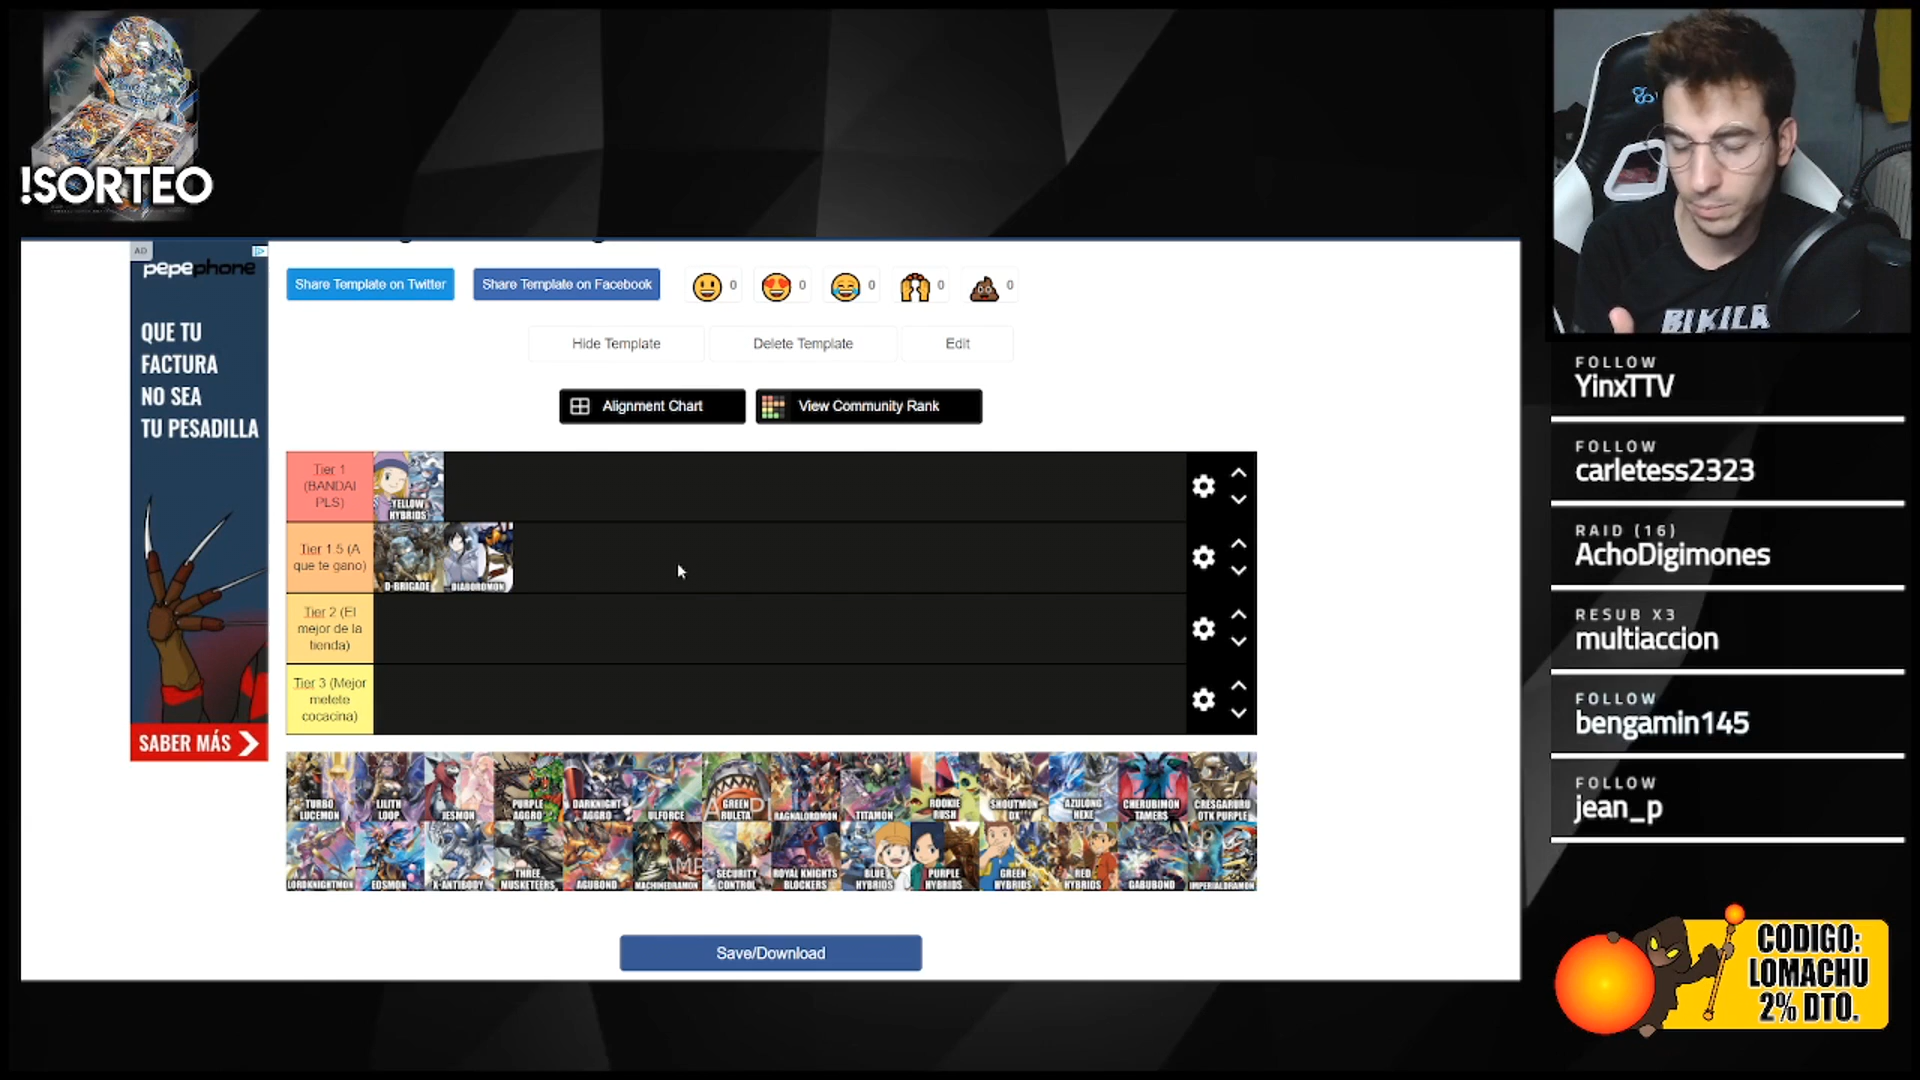 !SORTEO
AD
pepephone
QUE TU
FACTURA
NO SEA
TU PESADILLA
SABER MÁS
Share Template on Twitter
Share Template on Facebook
0
0
0
0
0
Hide Template
Delete Template
Edit
Alignment Chart
View Community Rank
Tier 1
(BANDAI
PLS)
YELLOW
HYBRIDS
Tier 1.5 (A
que te gano)
D-BRIGADE
DIABOROMON
Tier 2 (El
mejor de la
tienda)
Tier 3 (Mejor
metete
cocacina)
TURBO
LUCEMON
LILITH
LOOP
JESMON
PURPLE
AGGRO
DARKNIGHT
AGGRO
ULFORCE
GREEN
RULETA
RAGNALORDMON
TITAMON
ROOKIE
RUSH
SHOUTMON
DX
AZULONG
HEXE
CHERUBIMON
TAMERS
CRESGARURU
OTK PURPLE
LORDKNIGHTMON
EOSMON
X-ANTIBODY
THREE
MUSKETEERS
AGUBOND
MACHINEDRAMON
SECURITY
CONTROL
ROYAL KNIGHTS
BLOCKERS
BLUE
HYBRIDS
PURPLE
HYBRIDS
GREEN
HYBRIDS
RED
HYBRIDS
GABUBOND
IMPERIALDRAMON
Save/Download
BIKILA
FOLLOW
YinxTTV
FOLLOW
carletess2323
RAID (16)
AchoDigimones
RESUB X3
multiaccion
FOLLOW
bengamin145
FOLLOW
jean_p
CODIGO:
LOMACHU
2% DTO.